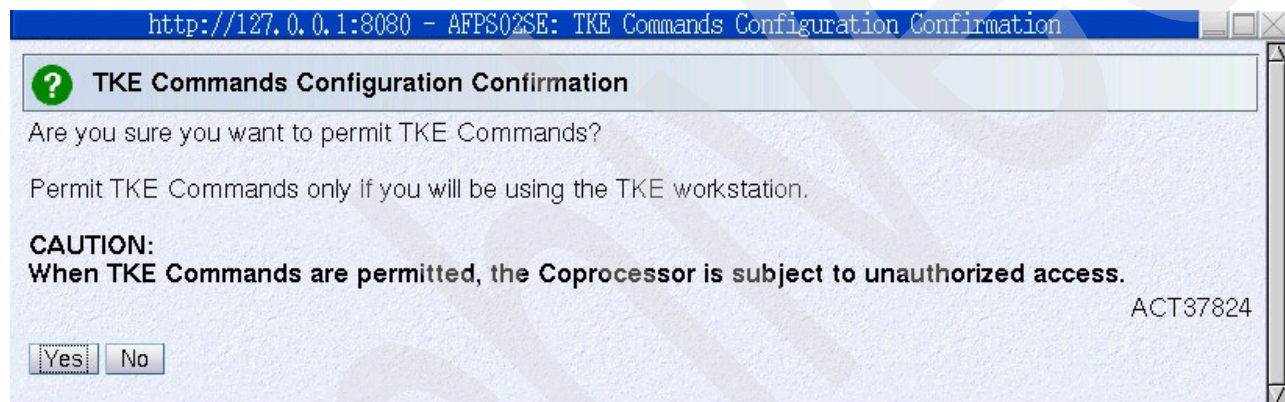 http://127.0.0.1:8080 - AFPS02SE: TKE Commands Configuration Confirmation
TKE Commands Configuration Confirmation
Are you sure you want to permit TKE Commands?
Permit TKE Commands only if you will be using the TKE workstation.
CAUTION:
When TKE Commands are permitted, the Coprocessor is subject to unauthorized access.
ACT37824
Yes No